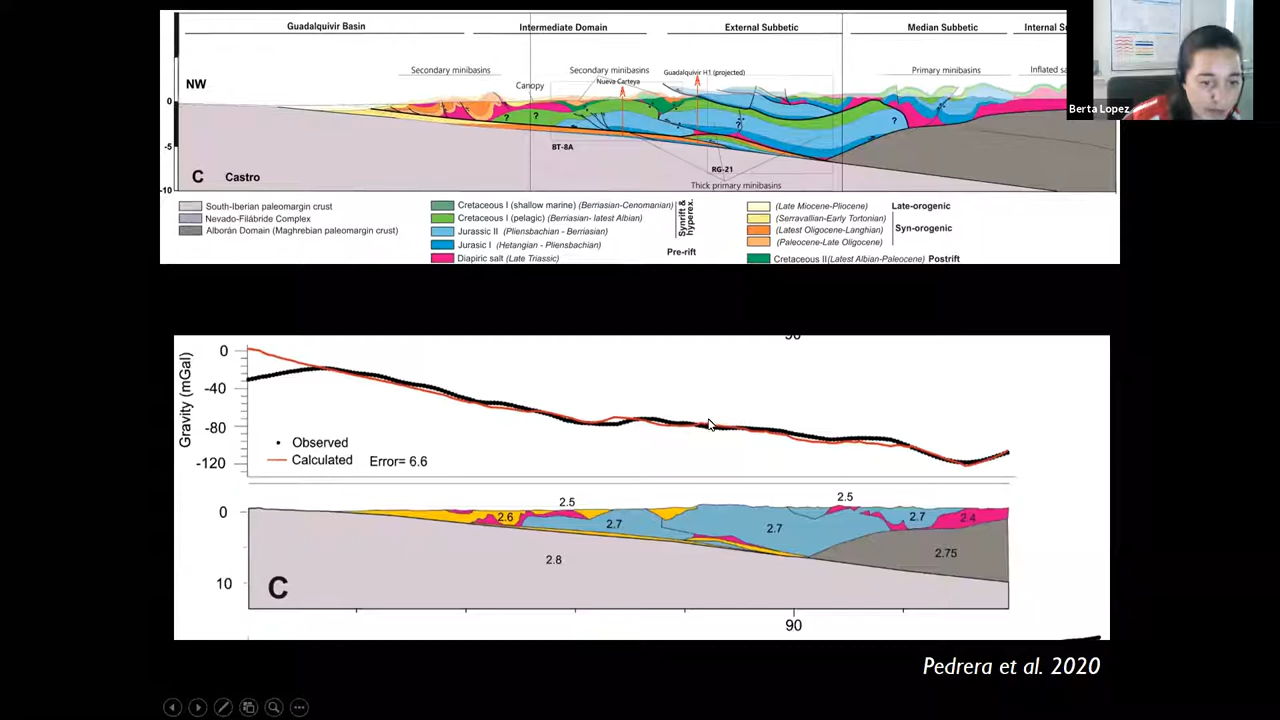 Guadalquivir Basin
Intermediate Domain
External Subbetic
Median Subbetic
Internal
NW
Secondary minibasins
Canopy
Secondary minibasins
Nueva Carteya
Guadalquivir H1 (projected)
Primary minibasins
Inflated
Berta Lopez
0
-5
-10
?
?
?
?
BT-8A
RG-21
Thick primary minibasins
C Castro
South-Iberian paleomargin crust
Nevado-Filábride Complex
Alborán Domain (Maghrebian paleomargin crust)
Cretaceous I (shallow marine) (Berriasian-Cenomanian)
Cretaceous I (pelagic) (Berriasian- latest Albian)
Jurassic II (Pliensbachian - Berriasian)
Jurasic I (Hetangian - Pliensbachian)
Diapiric salt (Late Triassic)
Synrift & hyperex.
Pre-rift
(Late Miocene-Pliocene) Late-orogenic
(Serravallian-Early Tortonian)
(Latest Oligocene-Langhian)
(Paleocene-Late Oligocene)
Syn-orogenic
Cretaceous II (Latest Albian-Paleocene) Postrift
Gravity (mGal)
0
-40
-80
-120
Observed
Calculated Error= 6.6
2.5
2.5
0
2.6
2.7
2.7
2.7
2.4
2.8
2.75
10
C
90
Pedrera et al. 2020